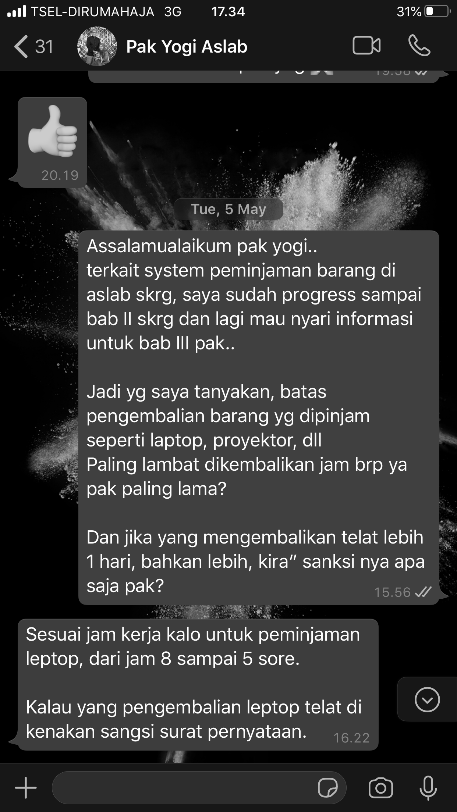 TSEL-DIRUMAHAJA 3G 17.34 31%
31 Pak Yogi Aslab
19.38
20.19
Tue, 5 May
Assalamualaikum pak yogi..
terkait system peminjaman barang di
aslab skrg, saya sudah progress sampai
bab II skrg dan lagi mau nyari informasi
untuk bab III pak..
Jadi yg saya tanyakan, batas
pengembalian barang yg dipinjam
seperti laptop, proyektor, dll
Paling lambat dikembalikan jam brp ya
pak paling lama?
Dan jika yang mengembalikan telat lebih
1 hari, bahkan lebih, kira” sanksi nya apa
saja pak?
15.56
Sesuai jam kerja kalo untuk peminjaman
leptop, dari jam 8 sampai 5 sore.
Kalau yang pengembalian leptop telat di
kenakan sangsi surat pernyataan.
16.22